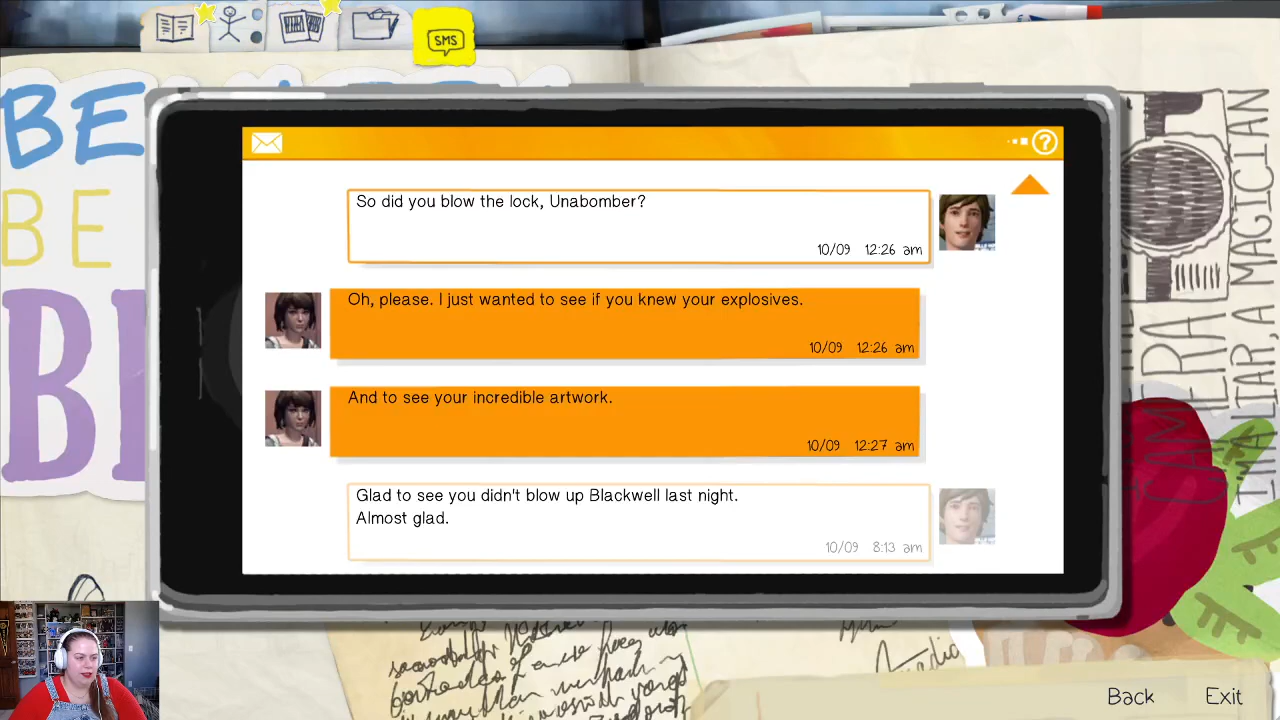 SMS
BE
BE
BE
So did you blow the lock, Unabomber?
10/09 12:26 am
Oh, please. I just wanted to see if you knew your explosives.
10/09 12:26 am
And to see your incredible artwork.
10/09 12:27 am
Glad to see you didn't blow up Blackwell last night.
Almost glad.
10/09 8:13 am
CAMERA
A MAGICIAN
Back
Exit